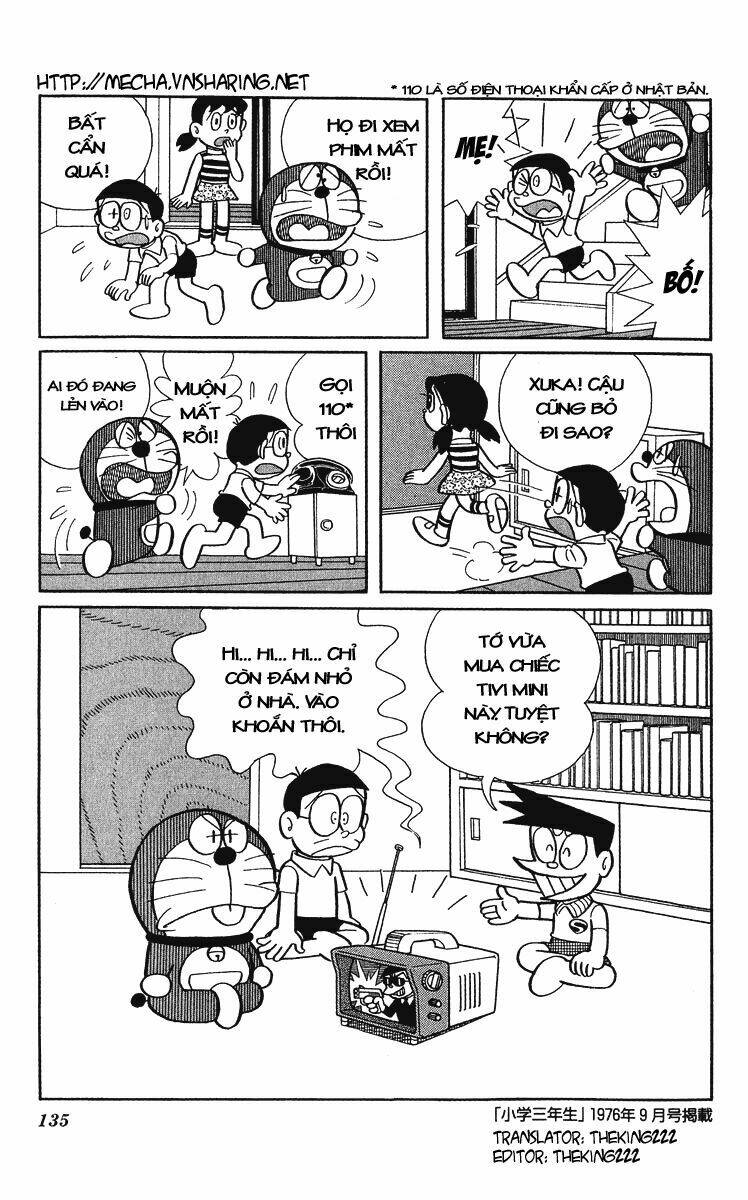 HTTP://MECHA.VNSHARING.NET
* 110 LÀ SỐ ĐIỆN THOẠI KHẨN CẤP Ở NHẬT BẢN.
BẤT
CẨN
QUÁ!
HỌ ĐI XEM
PHIM MẤT
RỒI!
MẸ!
BỐ!
AI ĐÓ ĐANG
LẺN VÀO!
MUỘN
MẤT
RỒI!
GỌI
110*
THÔI
XUKA! CẬU
CŨNG BỎ
ĐI SAO?
HI... HI... HI... CHỈ
CÒN ĐÁM NHỎ
Ở NHÀ. VÀO
KHOẮN THÔI.
TỚ VỪA
MUA CHIẾC
TIVI MINI
NÀY. TUYỆT
KHÔNG?
135
「小学三年生」1976年9月号掲載
TRANSLATOR: THEKING222
EDITOR: THEKING222